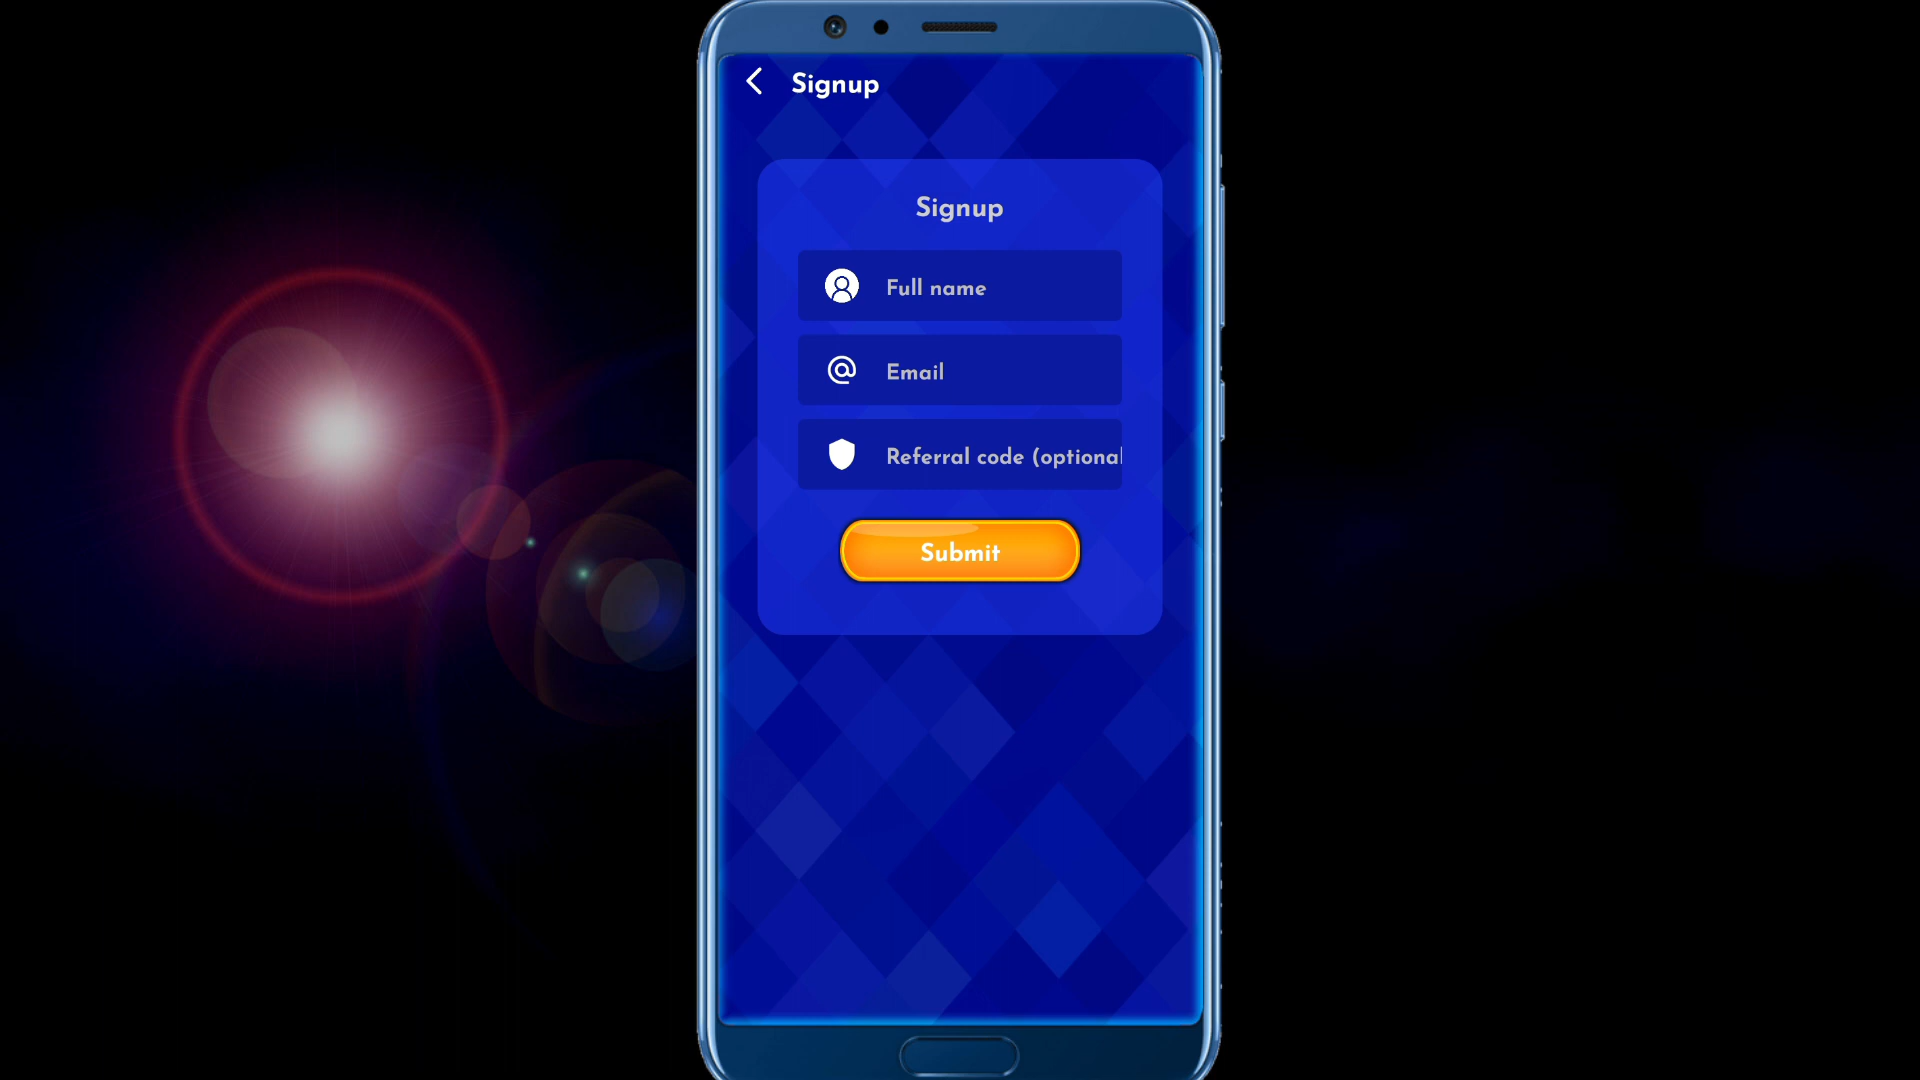 Signup
Signup
Full name
Email
Referral code (optional
Submit